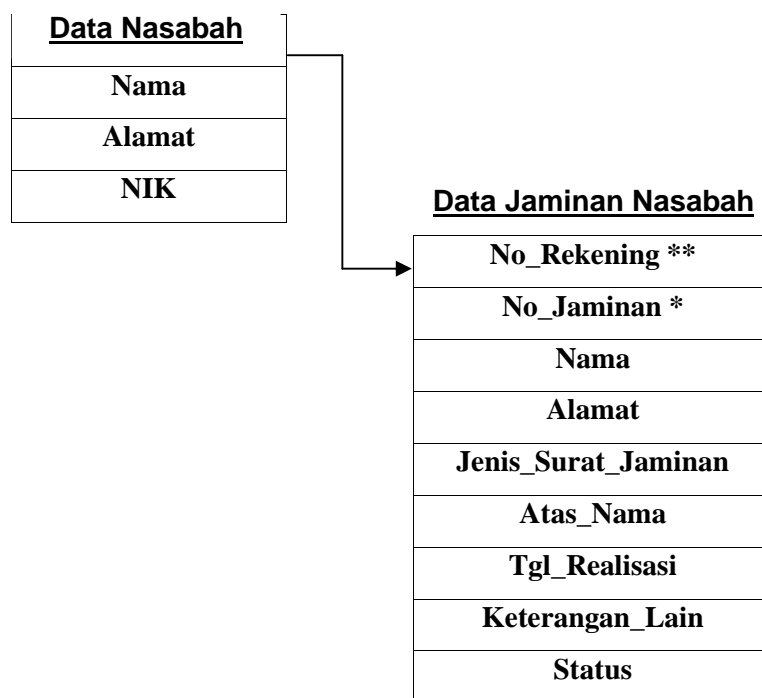 Data Nasabah
Nama
Alamat
NIK
Data Jaminan Nasabah
No_Rekening **
No_Jaminan *
Nama
Alamat
Jenis_Surat_Jaminan
Atas_Nama
Tgl_Realisasi
Keterangan_Lain
Status